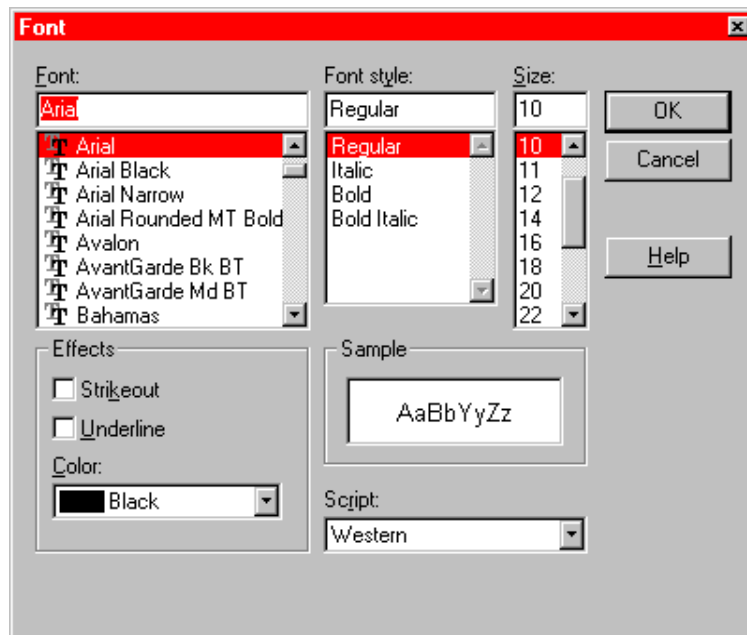 Font
Font:
Arial
Arial
Arial Black
Arial Narrow
Arial Rounded MT Bold
Avalon
AvantGarde Bk BT
AvantGarde Md BT
Bahamas
Font style:
Regular
Regular
Italic
Bold
Bold Italic
Size:
10
10
11
12
14
16
18
20
22
OK
Cancel
Help
Effects
Strikeout
Underline
Color:
Black
Sample
AaBbYyZz
Script:
Western